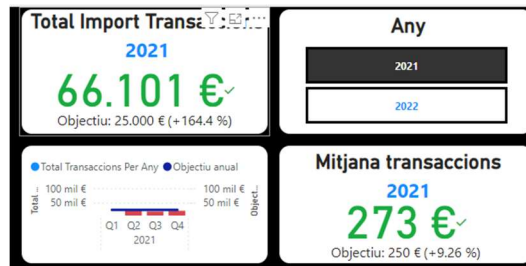 Total Import Transaccions
2021
66.101 €
Objectiu: 25.000 € (+164.4 %)
Any
2021
2022
Total Transaccions Per Any Objectiu anual
Total ...
100 mil €
50 mil €
100 mil €
50 mil €
Object...
Q1 Q2 Q3 Q4
2021
Mitjana transaccions
2021
273 €
Objectiu: 250 € (+9.26 %)